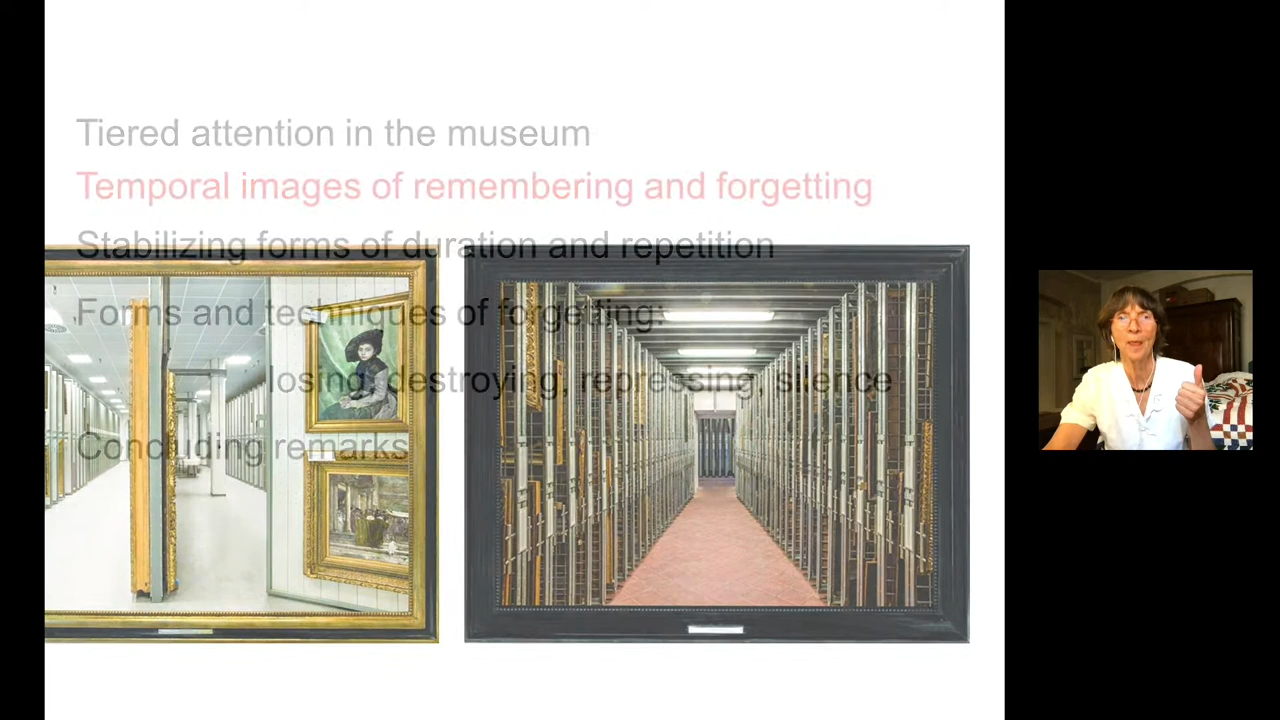 Tiered attention in the museum
Temporal images of remembering and forgetting
Stabilizing forms of duration and repetition
Forms and techniques of forgetting:
losing, destroying, repressing, silence
Concluding remarks